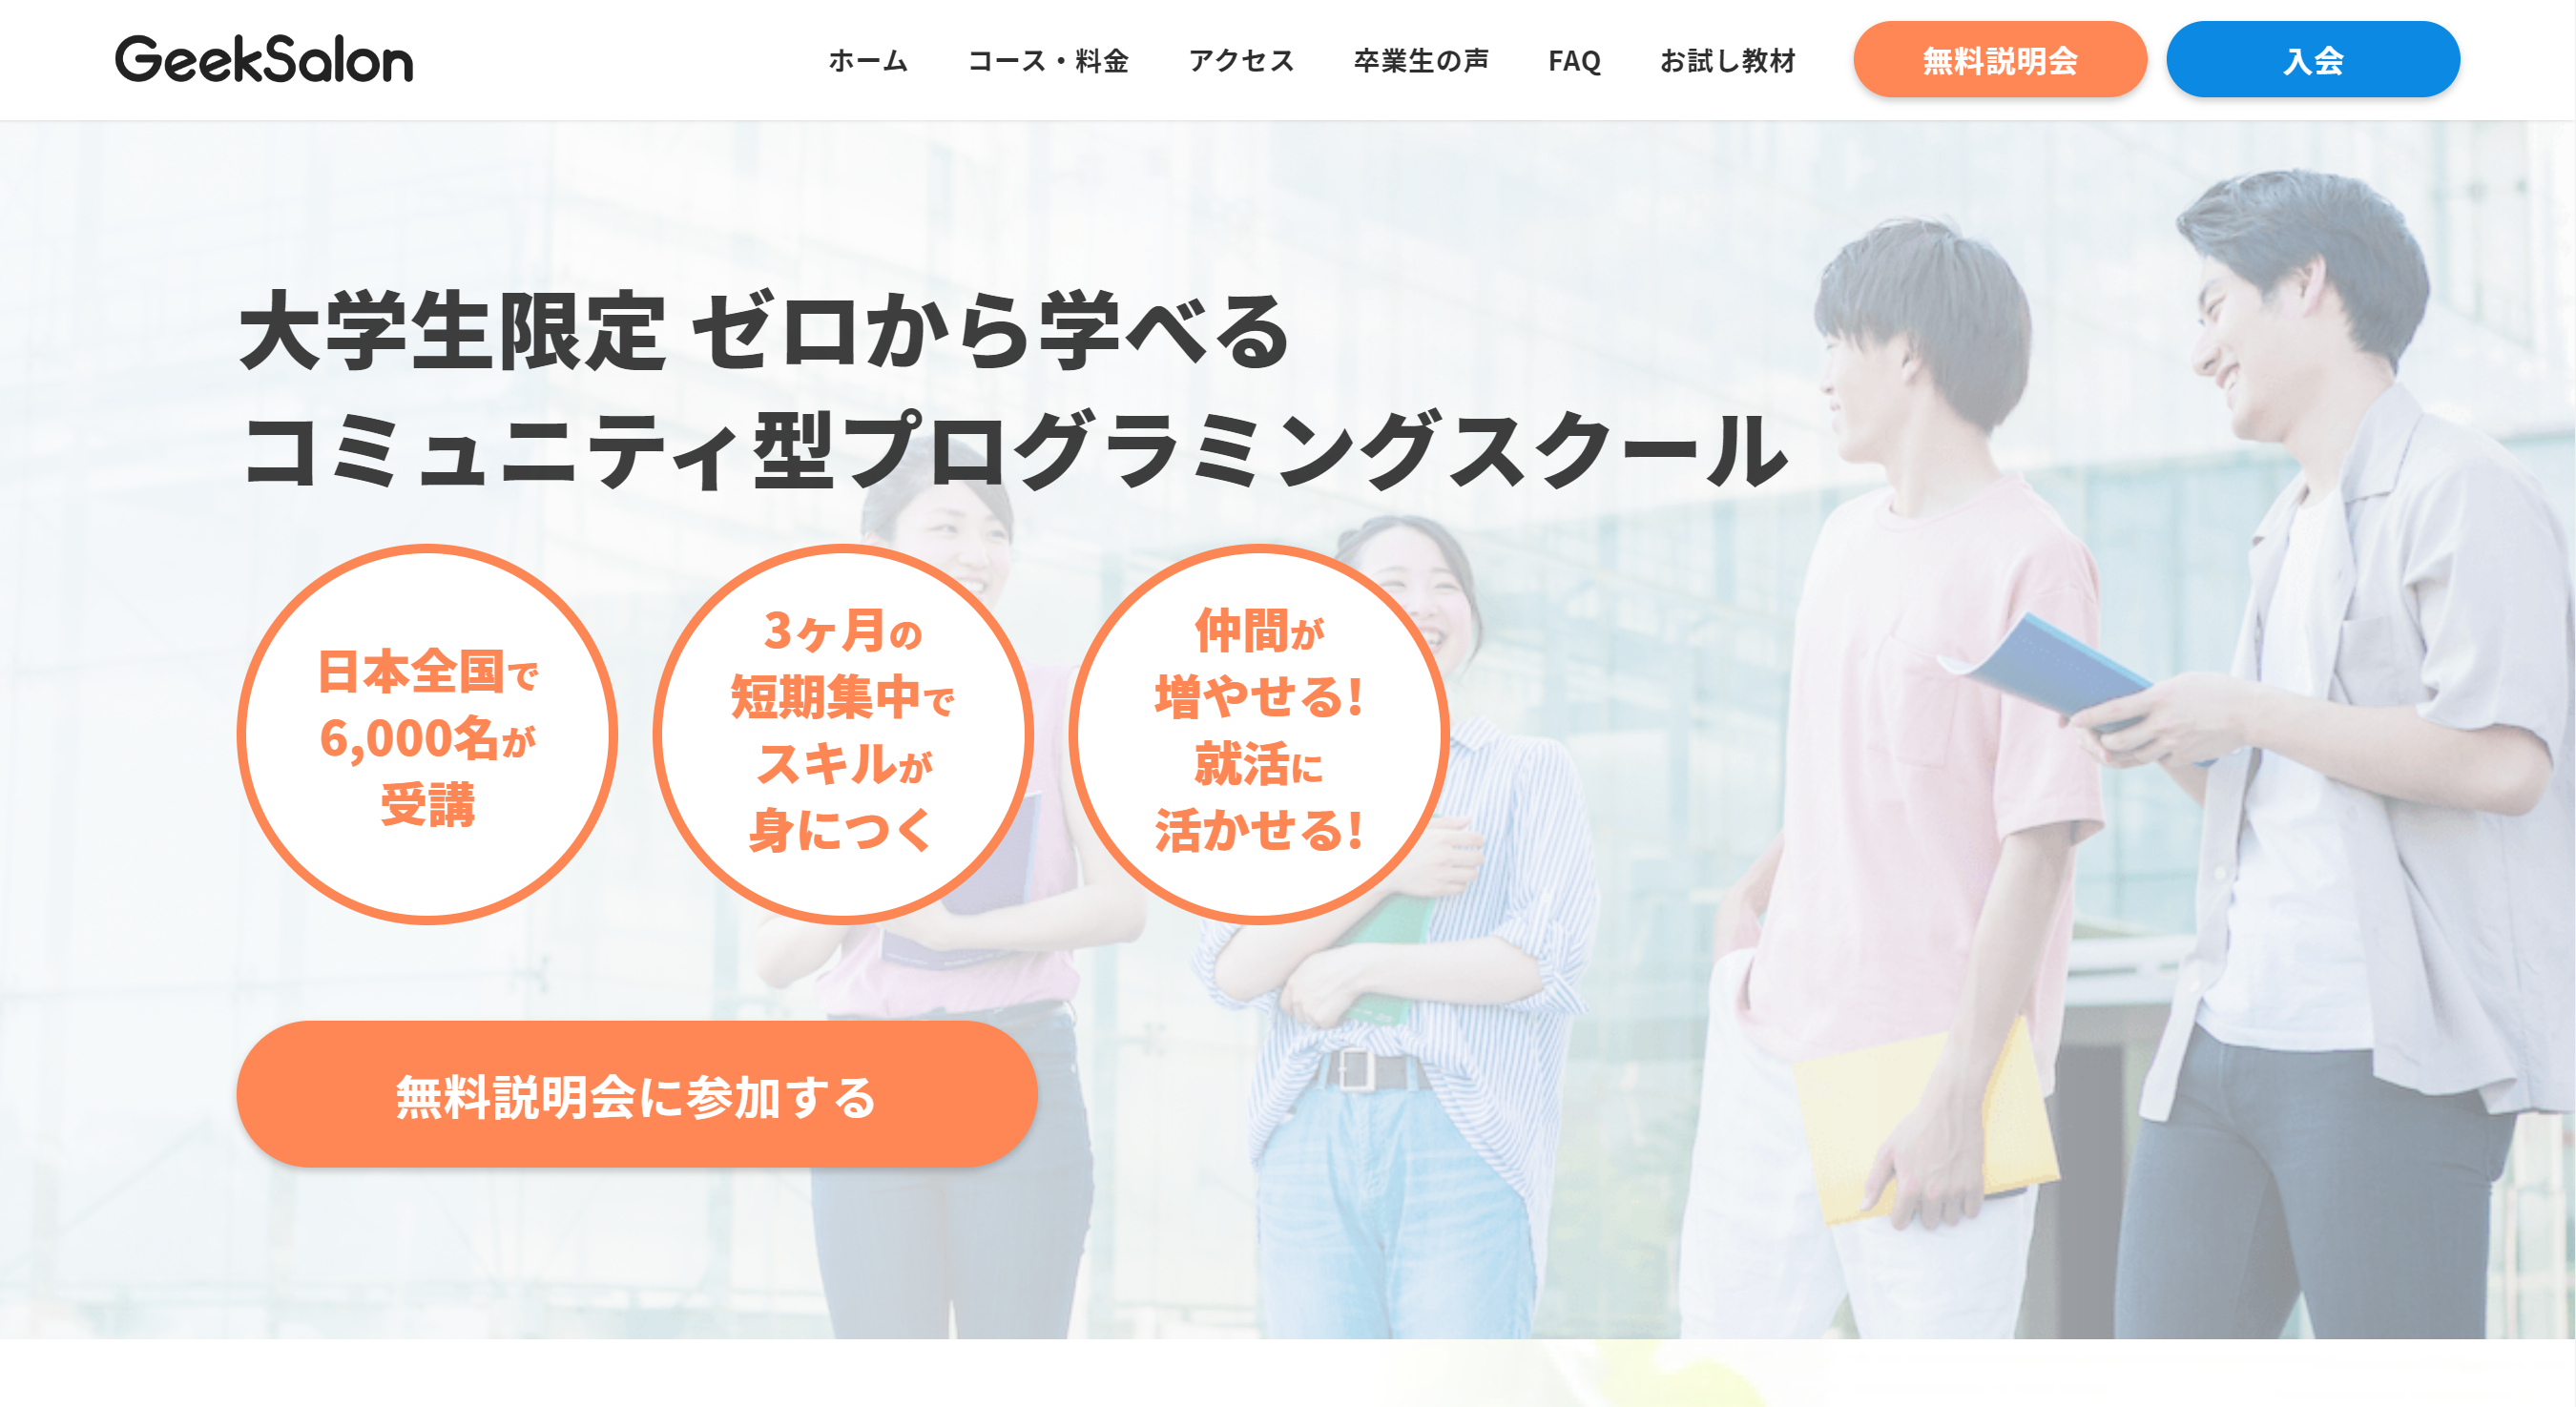 GeekSalon
ホーム
コース・料金
アクセス
卒業生の声
FAQ
お試し教材
無料説明会
入会
大学生限定 ゼロから学べる
コミュニティ型プログラミングスクール
日本全国で
6,000名が
受講
3ヶ月の
短期集中で
スキルが
身につく
仲間が
増やせる!
就活に
活かせる!
無料説明会に参加する